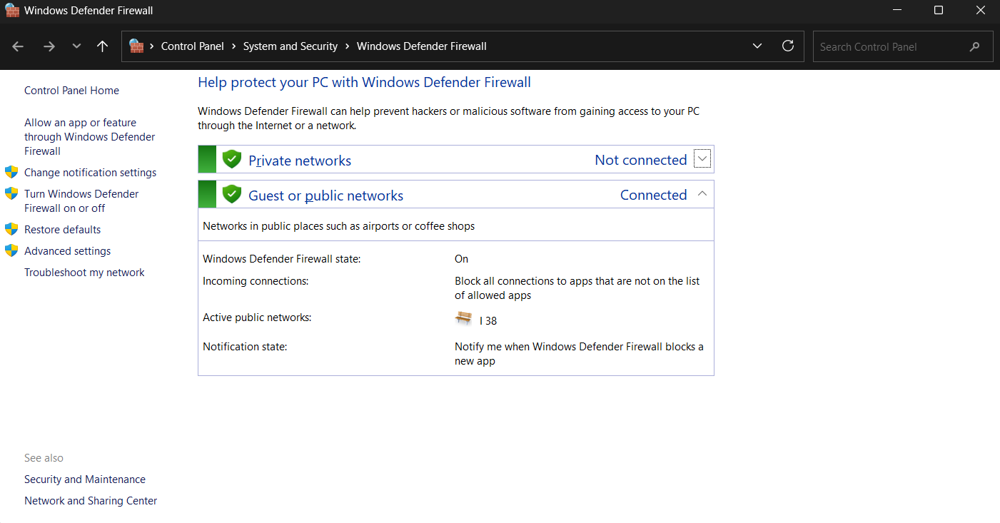 Windows Defender Firewall
Control Panel > System and Security > Windows Defender Firewall
Search Control Panel
Control Panel Home
Allow an app or feature
through Windows Defender
Firewall
Change notification settings
Turn Windows Defender
Firewall on or off
Restore defaults
Advanced settings
Troubleshoot my network
See also
Security and Maintenance
Network and Sharing Center
Help protect your PC with Windows Defender Firewall
Windows Defender Firewall can help prevent hackers or malicious software from gaining access to your PC
through the Internet or a network.
Private networks Not connected
Guest or public networks Connected
Networks in public places such as airports or coffee shops
Windows Defender Firewall state: On
Incoming connections: Block all connections to apps that are not on the list
of allowed apps
Active public networks: I 38
Notification state: Notify me when Windows Defender Firewall blocks a
new app